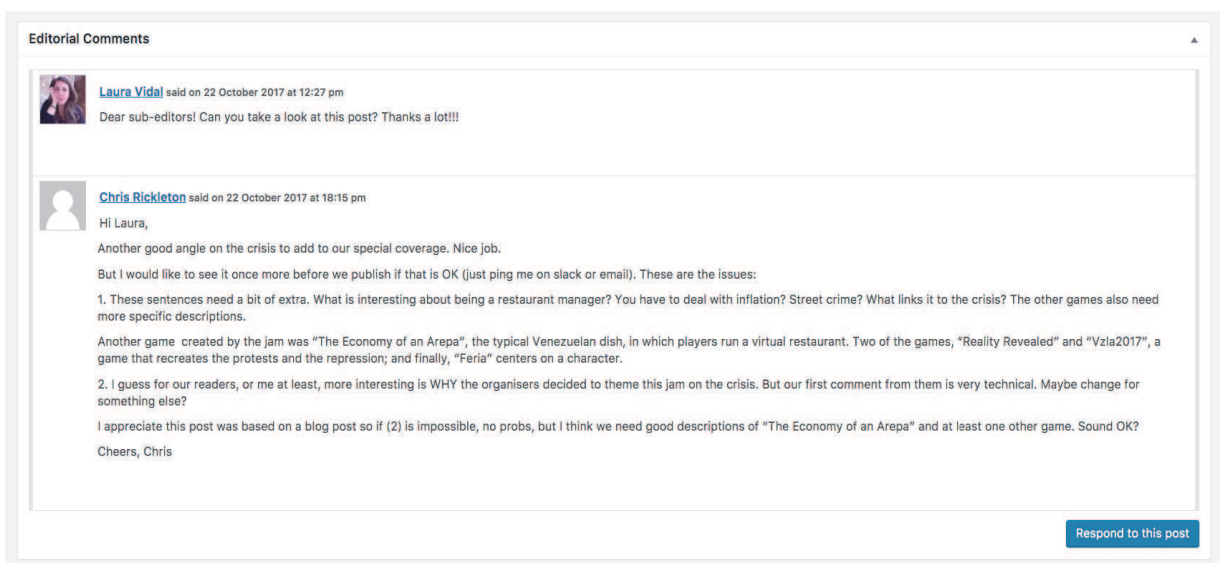 Editorial Comments
Laura Vidal said on 22 October 2017 at 12:27 pm
Dear sub-editors! Can you take a look at this post? Thanks a lot!!!
Chris Rickleton said on 22 October 2017 at 18:15 pm
Hi Laura,
Another good angle on the crisis to add to our special coverage. Nice job.
But I would like to see it once more before we publish if that is OK (just ping me on slack or email). These are the issues:
1. These sentences need a bit of extra. What is interesting about being a restaurant manager? You have to deal with inflation? Street crime? What links it to the crisis? The other games also need
more specific descriptions.
Another game  created by the jam was “The Economy of an Arepa”, the typical Venezuelan dish, in which players run a virtual restaurant. Two of the games, “Reality Revealed” and “Vzla2017”, a
game that recreates the protests and the repression; and finally, “Feria” centers on a character.
2. I guess for our readers, or me at least, more interesting is WHY the organisers decided to theme this jam on the crisis. But our first comment from them is very technical. Maybe change for
something else?
I appreciate this post was based on a blog post so if (2) is impossible, no probs, but I think we need good descriptions of “The Economy of an Arepa” and at least one other game. Sound OK?
Cheers, Chris
Respond to this post